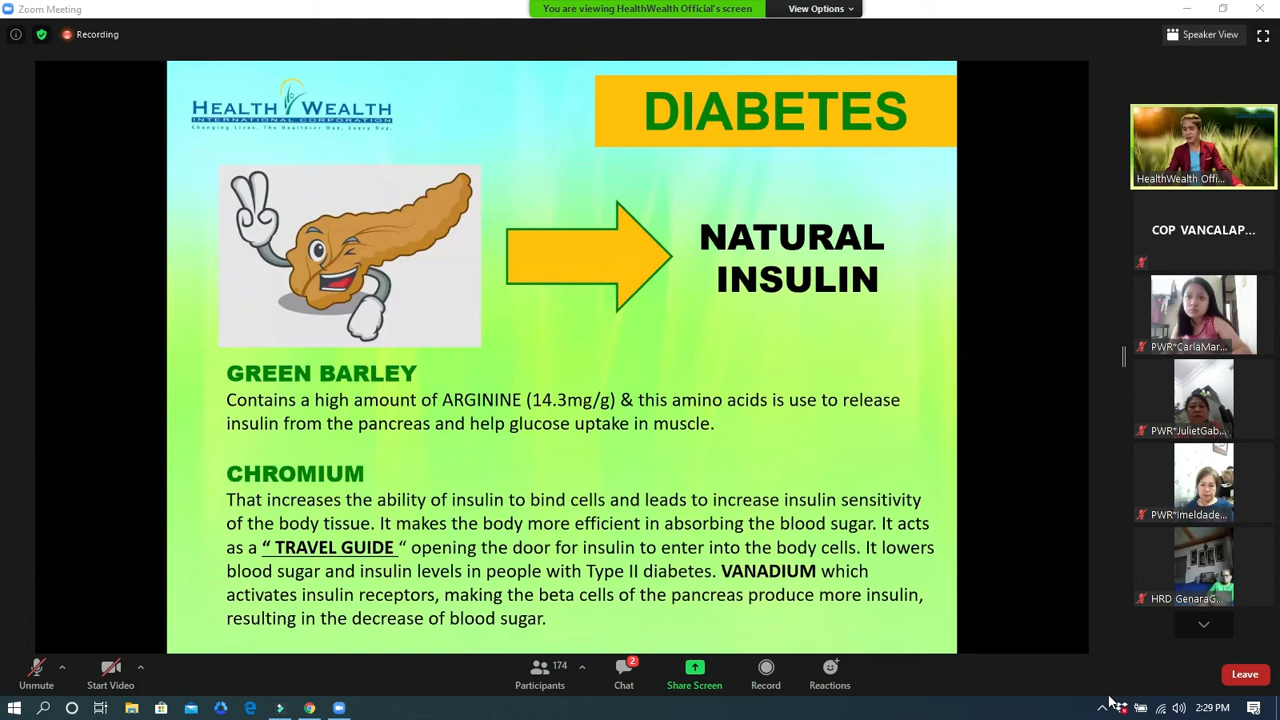 Zoom Meeting
You are viewing HealthWealth Official's screen
View Options
Recording
Speaker View
HEALTH WEALTH
INTERNATIONAL CORPORATION
Changing Lives. The Healthier Way. Every Day.
DIABETES
NATURAL
INSULIN
GREEN BARLEY
Contains a high amount of ARGININE (14.3mg/g) & this amino acids is use to release
insulin from the pancreas and help glucose uptake in muscle.
CHROMIUM
That increases the ability of insulin to bind cells and leads to increase insulin sensitivity
of the body tissue. It makes the body more efficient in absorbing the blood sugar. It acts
as a “ TRAVEL GUIDE “ opening the door for insulin to enter into the body cells. It lowers
blood sugar and insulin levels in people with Type II diabetes. VANADIUM which
activates insulin receptors, making the beta cells of the pancreas produce more insulin,
resulting in the decrease of blood sugar.
HealthWealth Offi...
COP VANCALAP...
PWR*CarlaMar...
PWR*JulietGab...
PWR*Imeldade...
HRD GenaraG...
Unmute
Start Video
174
Participants
2
Chat
Share Screen
Record
Reactions
Leave
2:29 PM